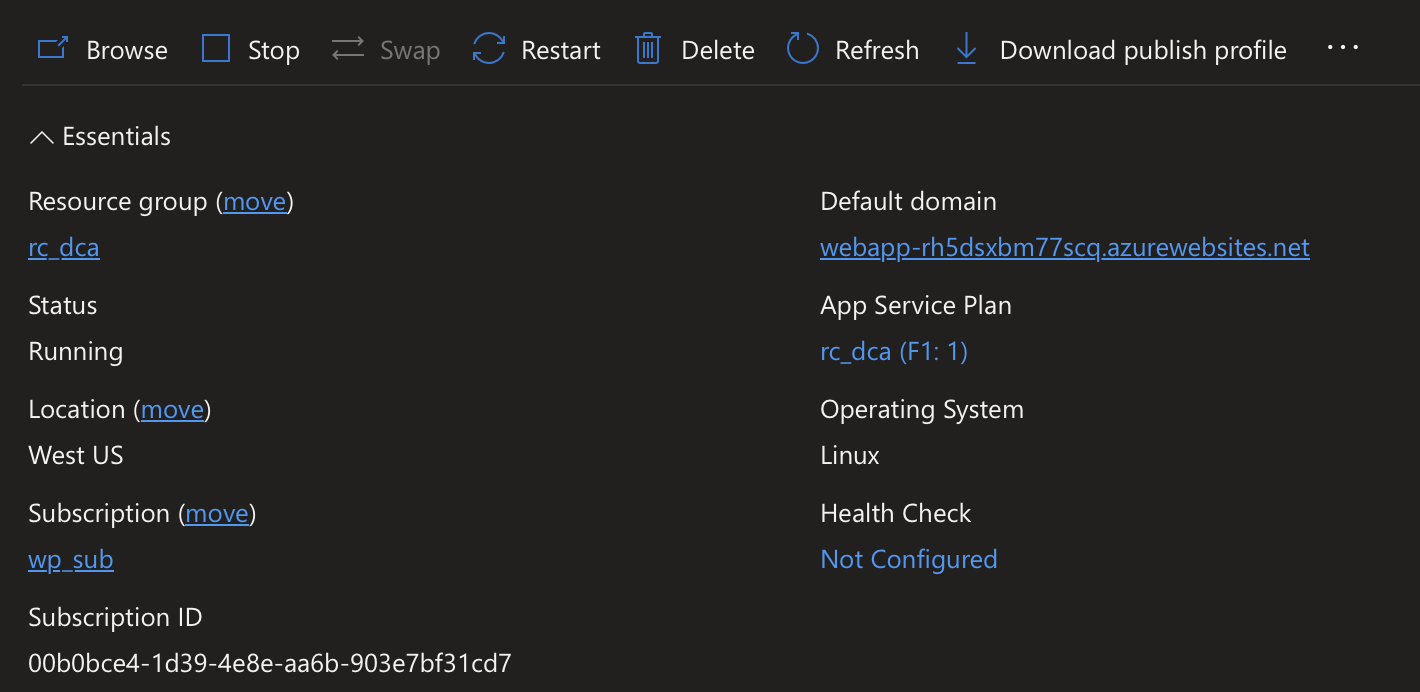 Browse Stop Swap Restart Delete Refresh Download publish profile ...
Essentials
Resource group (move)
rc_dca
Status
Running
Location (move)
West US
Subscription (move)
wp_sub
Subscription ID
00b0bce4-1d39-4e8e-aa6b-903e7bf31cd7
Default domain
webapp-rh5dsxbm77scq.azurewebsites.net
App Service Plan
rc_dca (F1: 1)
Operating System
Linux
Health Check
Not Configured